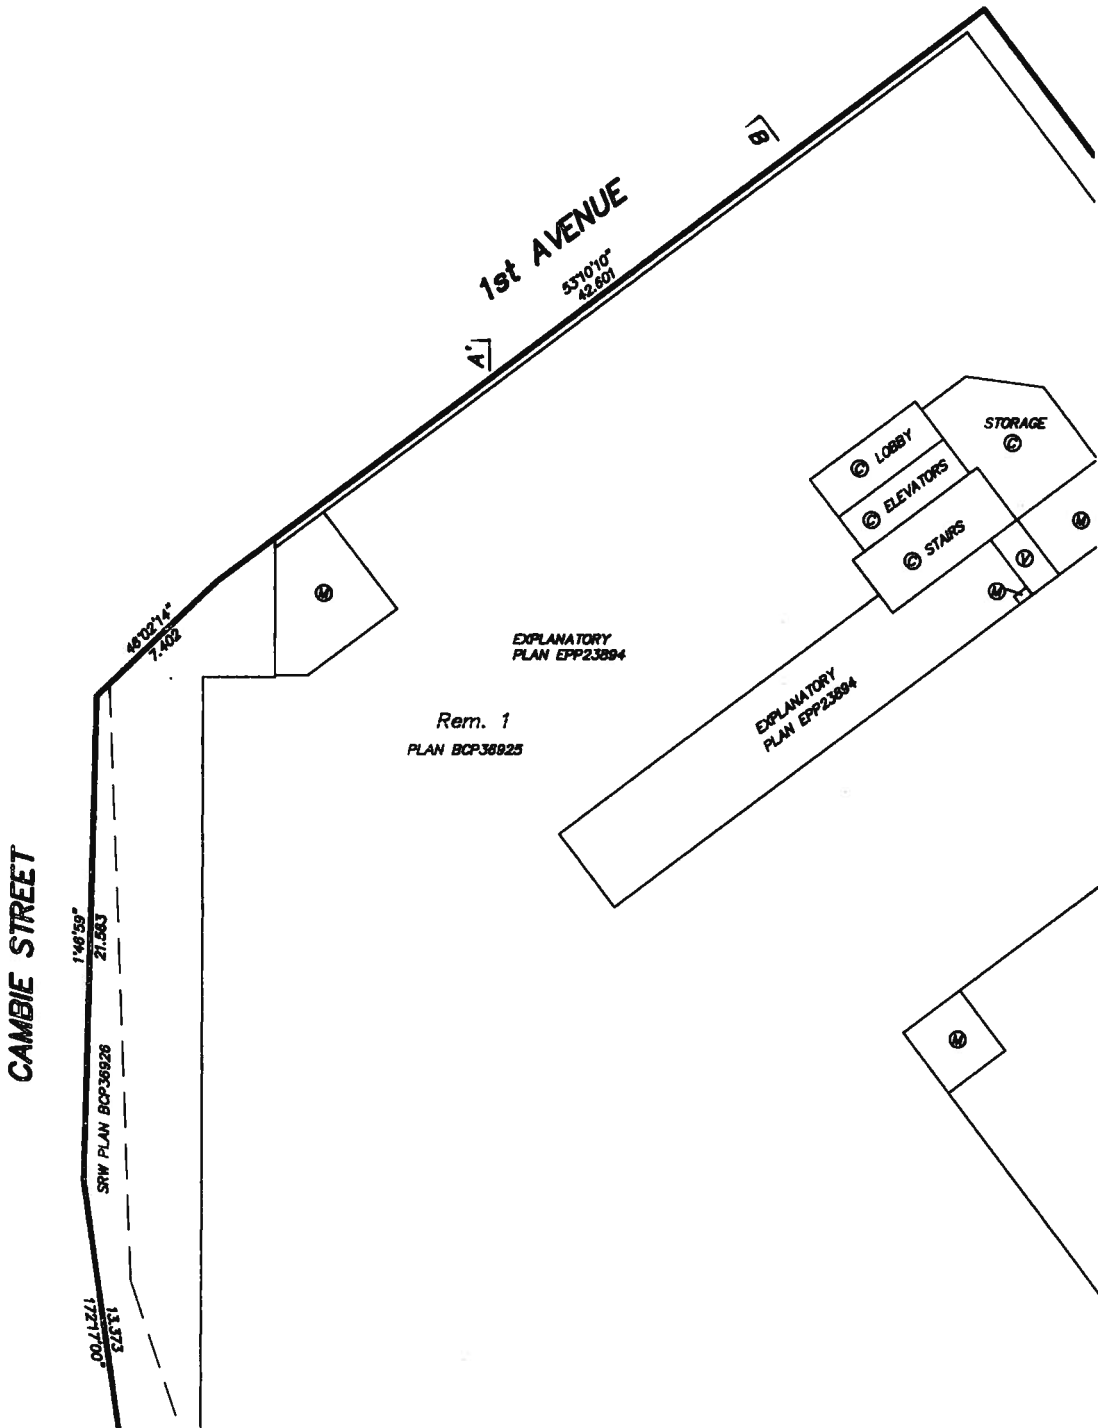 B
1st AVENUE
53°10'10"
42.601
A'
STORAGE
C
C LOBBY
C ELEVATORS
C STAIRS
M
V
M
M
46°02'14"
7.402
EXPLANATORY
PLAN EPP23894
EXPLANATORY
PLAN EPP23894
Rem. 1
PLAN BCP36925
CAMBIE STREET
1°46'59"
21.563
SRW PLAN BCP36926
M
13.373
172°17'00"